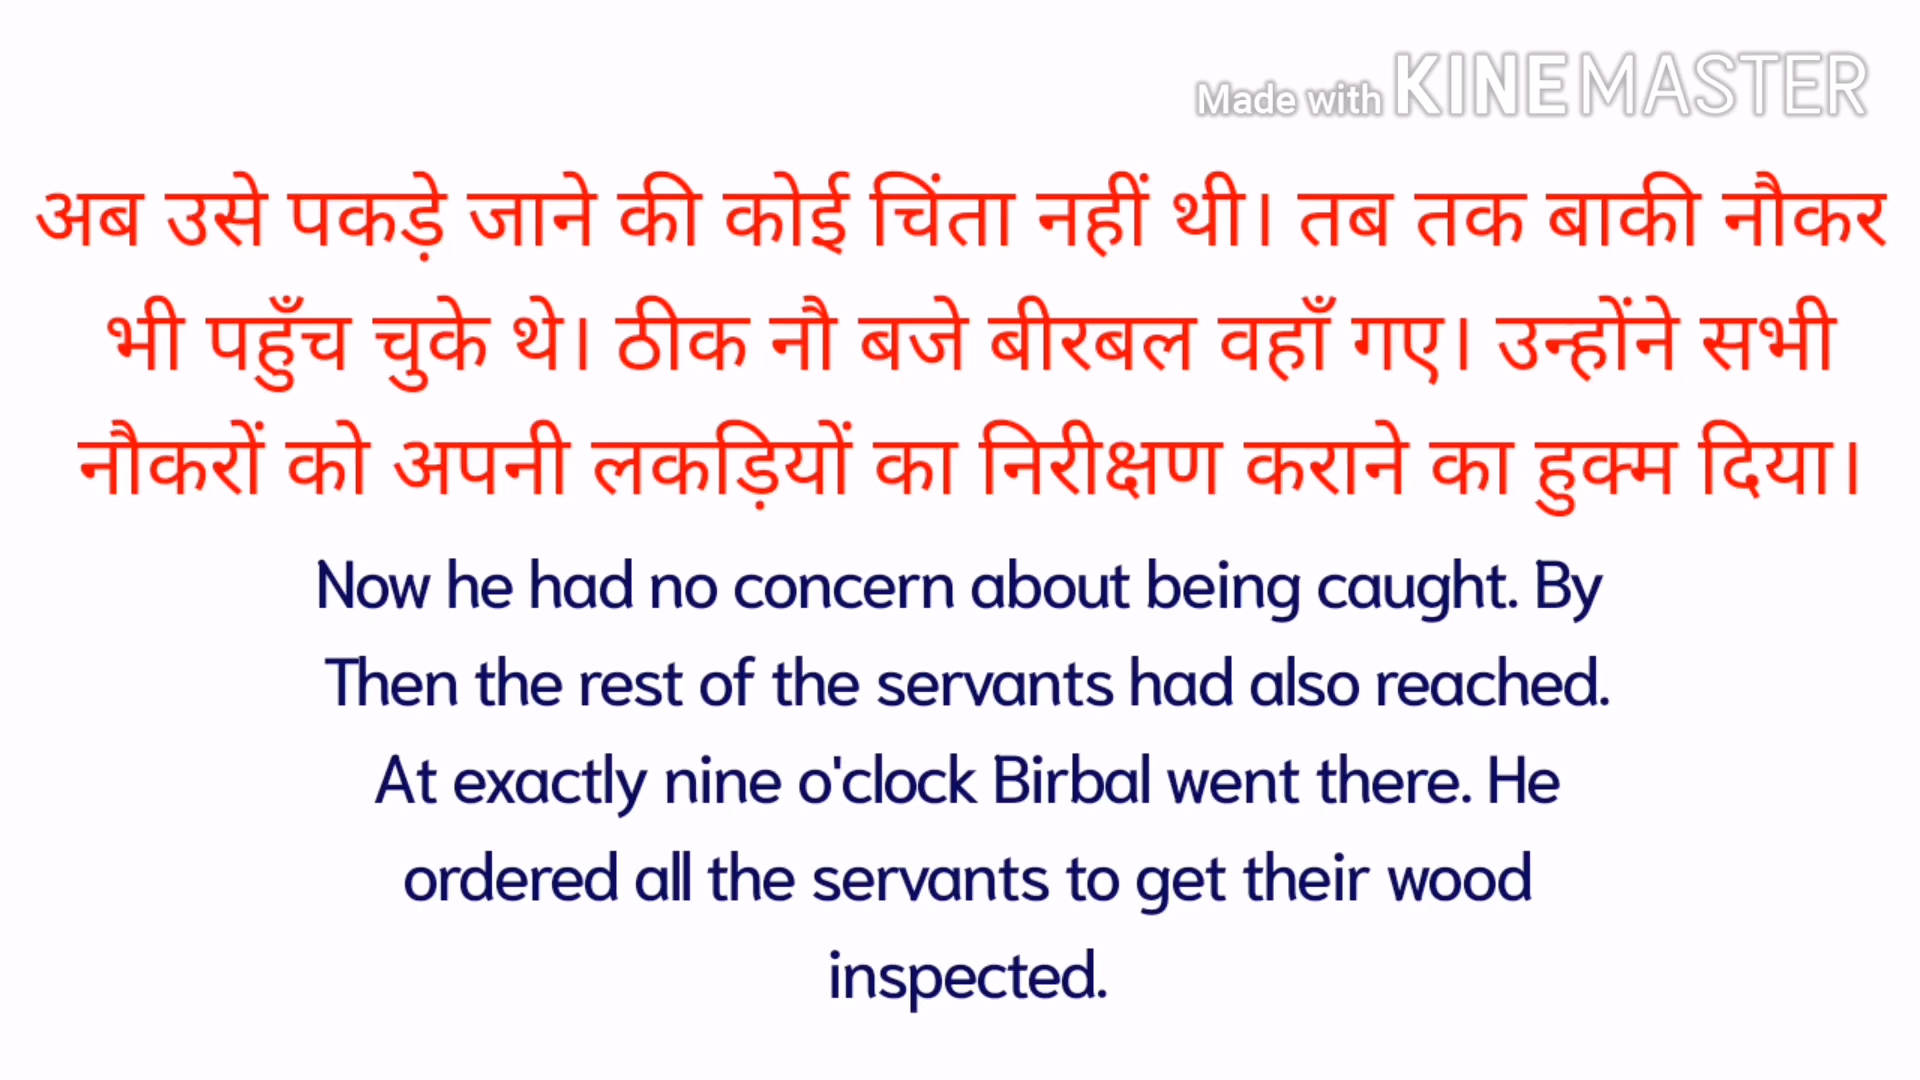 Made with KINEMASTER
अब उसे पकड़े जाने की कोई चिंता नहीं थी। तब तक बाकी नौकर
भी पहुँच चुके थे। ठीक नौ बजे बीरबल वहाँ गए। उन्होंने सभी
नौकरों को अपनी लकड़ियों का निरीक्षण कराने का हुक्म दिया।
Now he had no concern about being caught. By
Then the rest of the servants had also reached.
At exactly nine o'clock Birbal went there. He
ordered all the servants to get their wood
inspected.